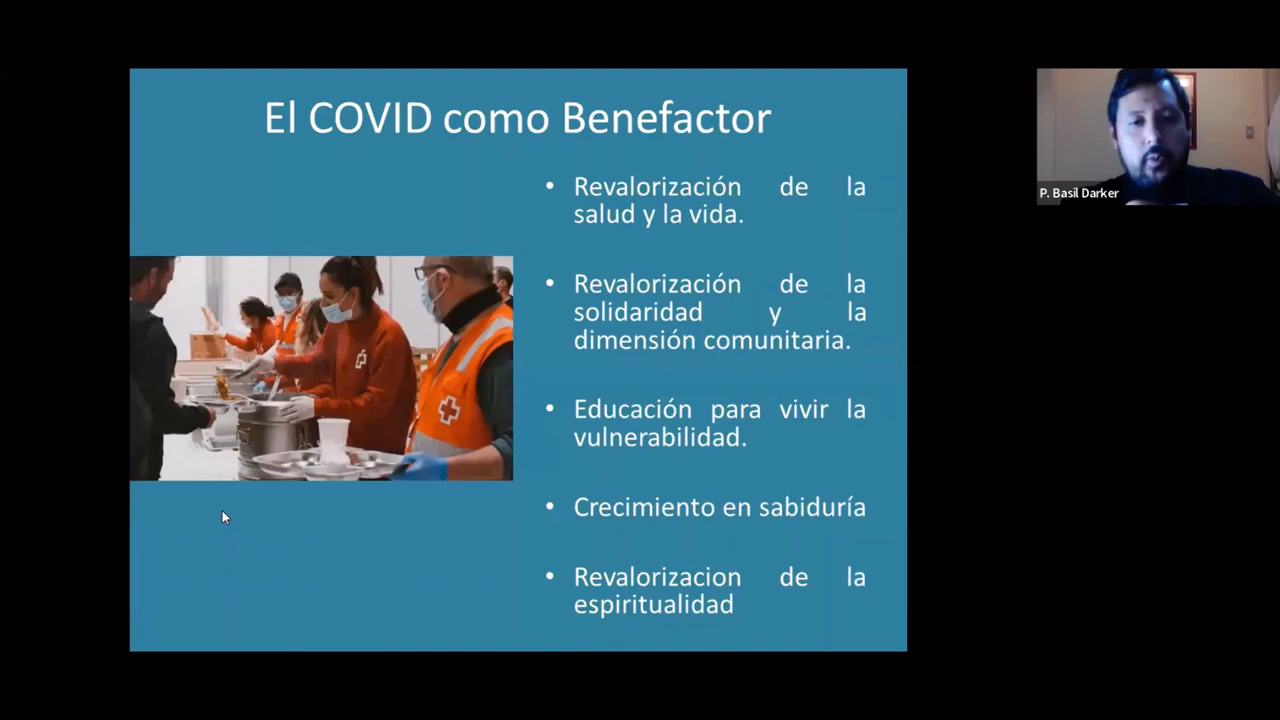 El COVID como Benefactor
• Revalorización de la
salud y la vida.
• Revalorización de la
solidaridad y la
dimensión comunitaria.
• Educación para vivir la
vulnerabilidad.
• Crecimiento en sabiduría
• Revalorizacion de la
espiritualidad
P. Basil Darker